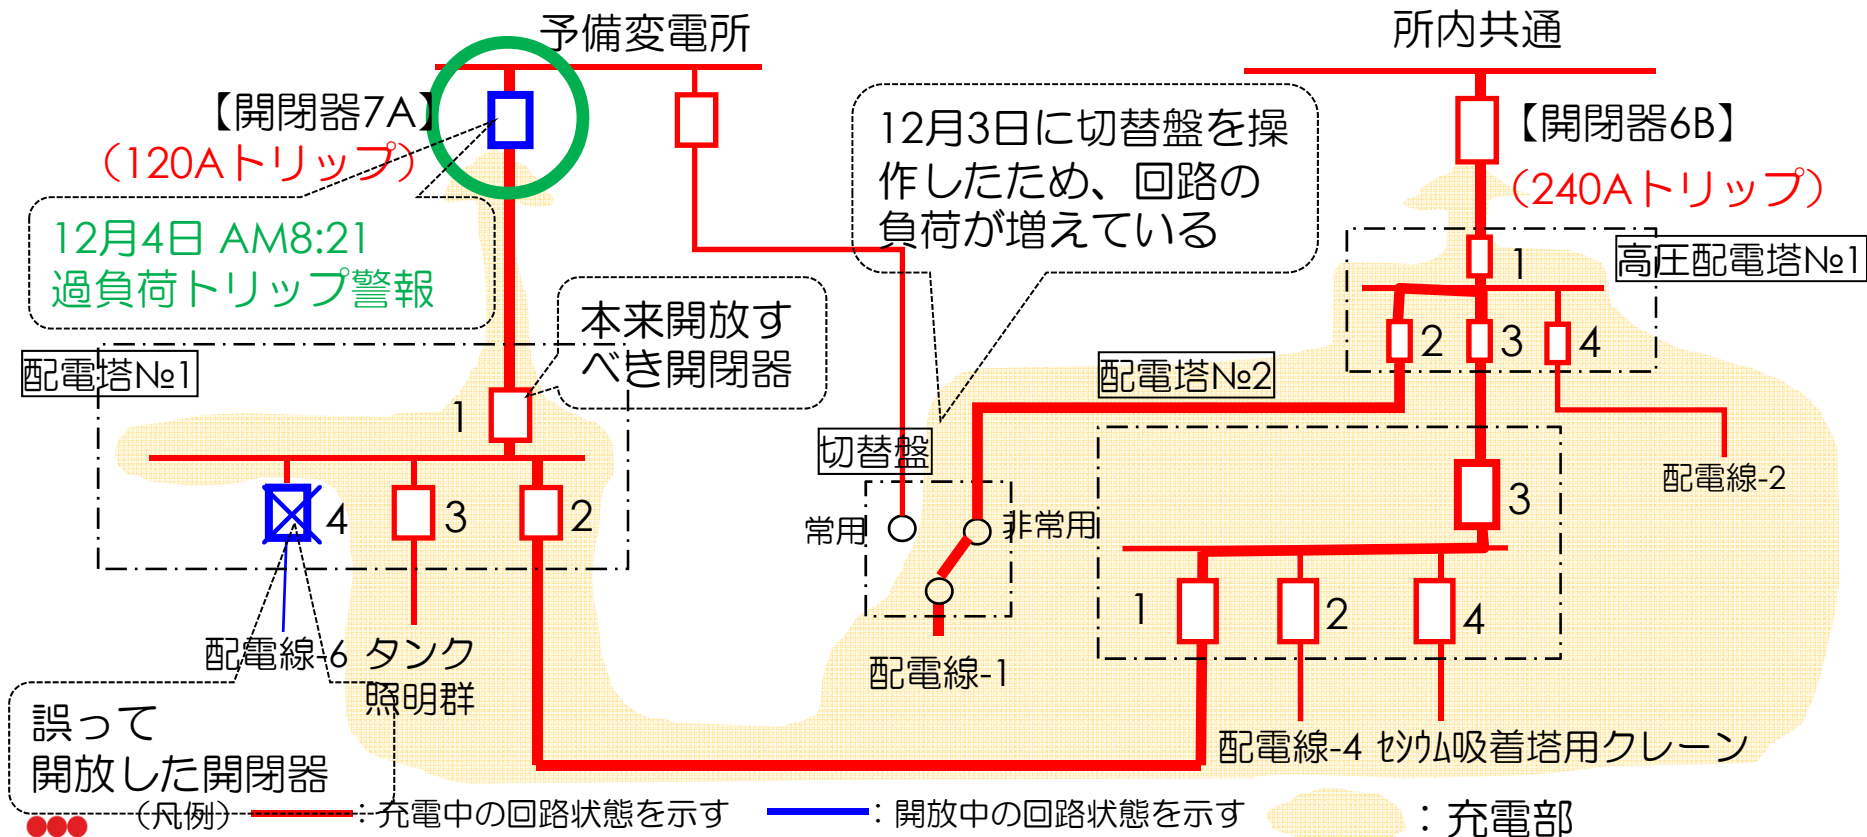 予備変電所
所内共通
【開閉器7A】
（120Aトリップ）
12月3日に切替盤を操
作したため、回路の
負荷が増えている
【開閉器6B】
（240Aトリップ）
12月4日 AM8:21
過負荷トリップ警報
本来開放す
べき開閉器
高圧配電塔№1
1
2
3
4
配電塔№1
配電塔№2
1
切替盤
配電線-2
4
3
2
常用
非常用
3
1
2
4
配電線-6
タンク
照明群
配電線-1
配電線-4
ｾｼｳﾑ吸着塔用クレーン
誤って
開放した開閉器
（凡例）
：充電中の回路状態を示す
：開放中の回路状態を示す
：充電部